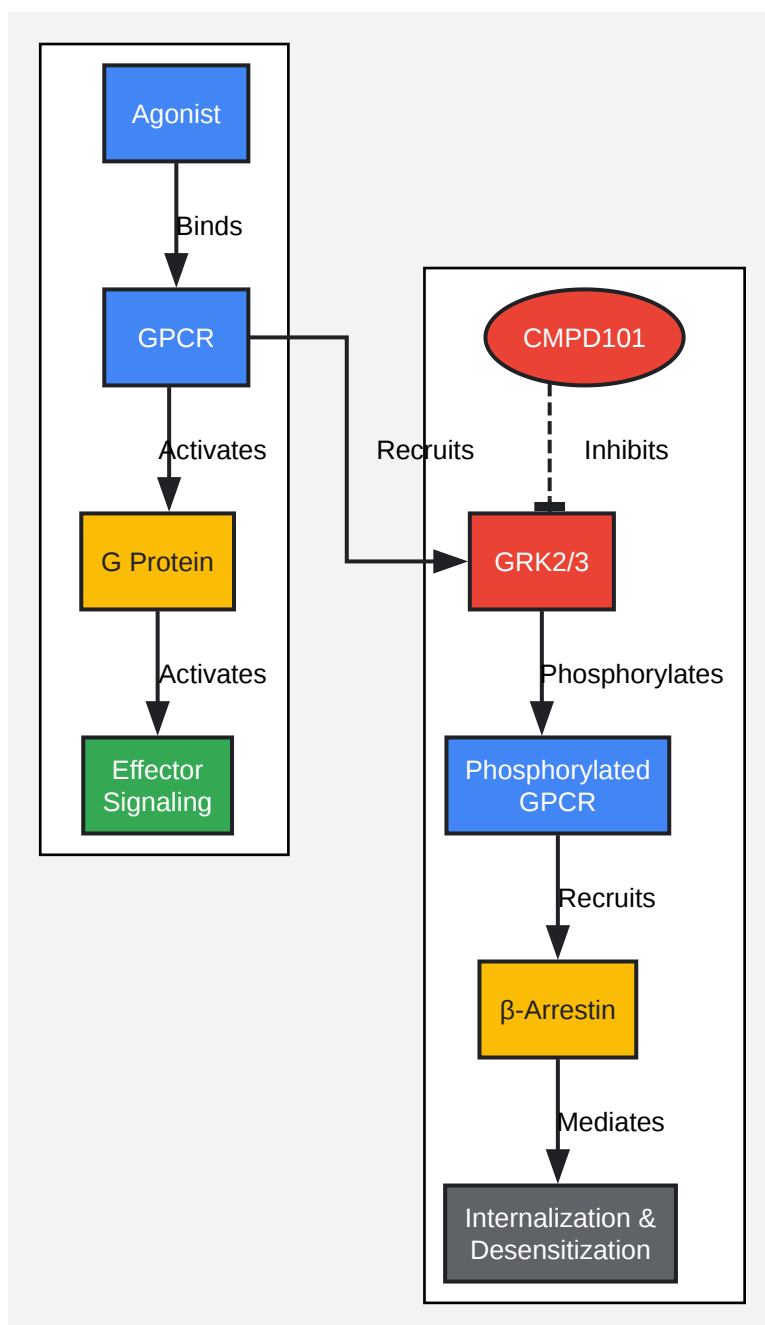 Agonist
Binds
GPCR
CMPD101
Activates
Recruits
Inhibits
G Protein
GRK2/3
Activates
Phosphorylates
Effector
Signaling
Phosphorylated
GPCR
Recruits
β-Arrestin
Mediates
Internalization &
Desensitization